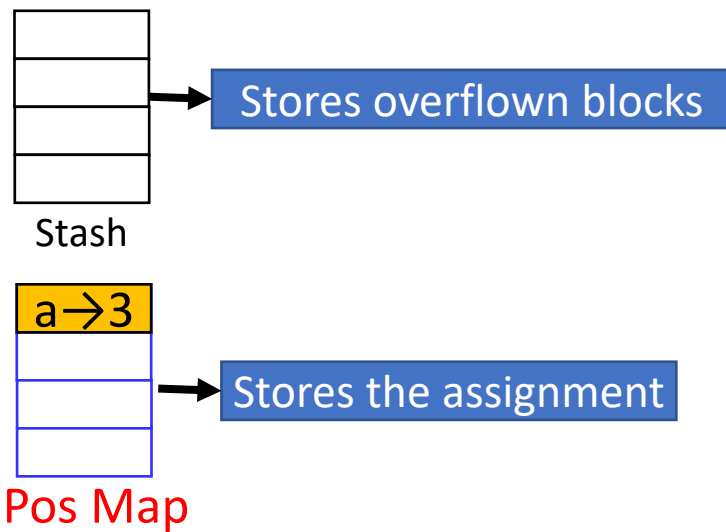 Stores overflown blocks
Stash
a→3
Stores the assignment
Pos Map